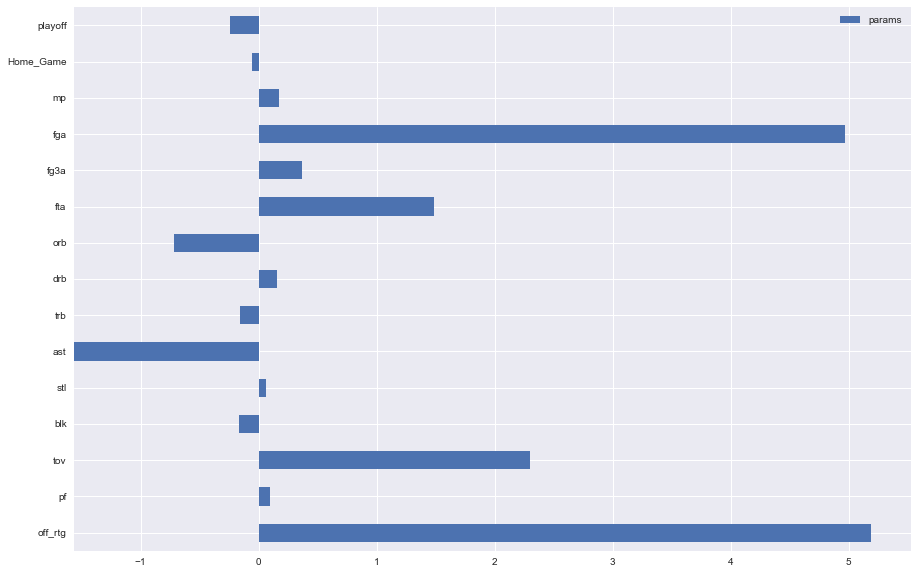 params
playoff
Home_Game
mp
fga
fg3a
fta
orb
drb
trb
ast
stl
blk
tov
pf
off_rtg
−1 0 1 2 3 4 5